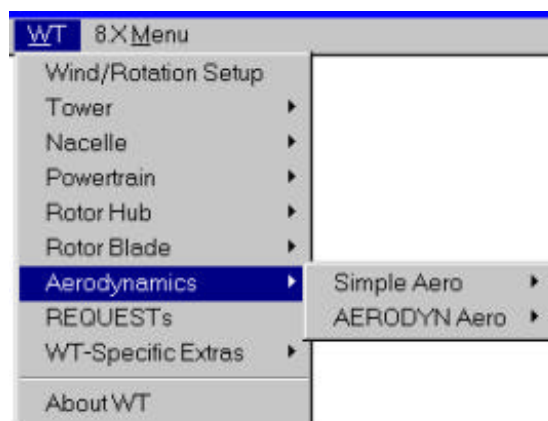 WT 8.X Menu
Wind/Rotation Setup
Tower
Nacelle
Powertrain
Rotor Hub
Rotor Blade
Aerodynamics
Simple Aero
REQUESTs
AERODYN Aero
WT-Specific Extras
About WT